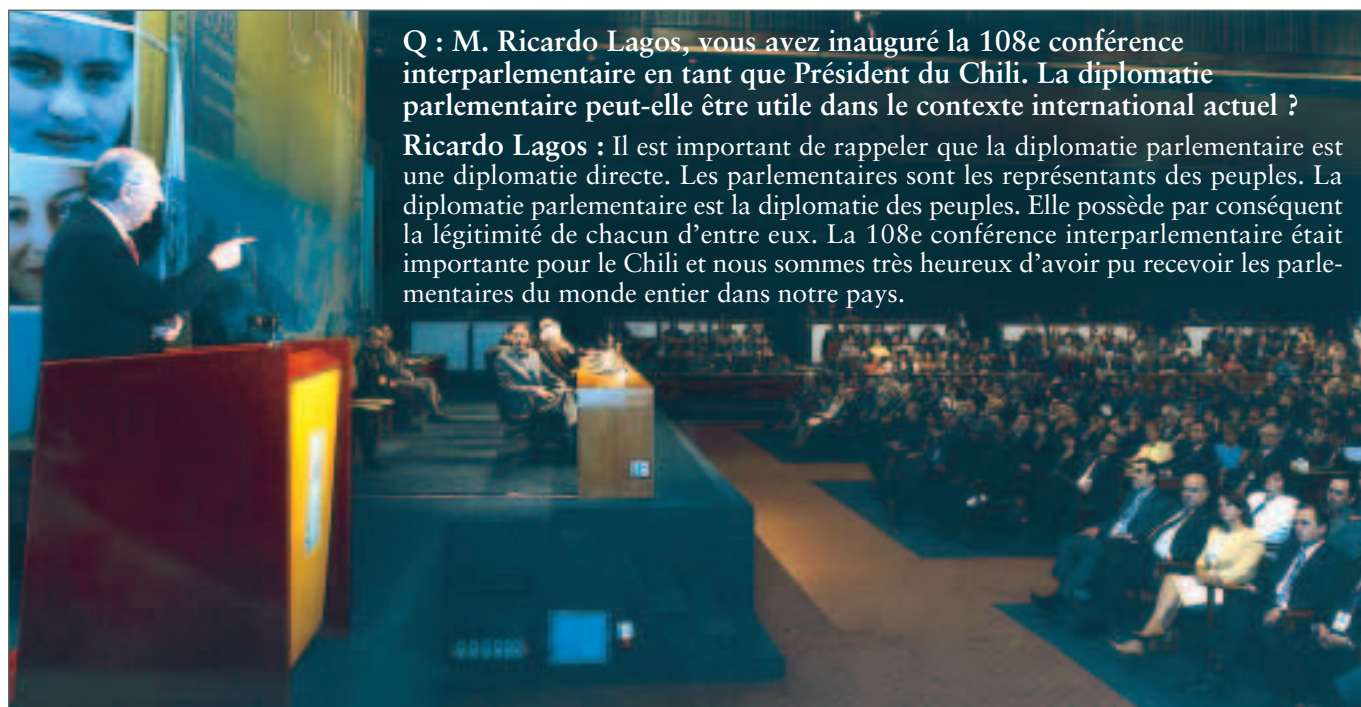 Q : M. Ricardo Lagos, vous avez inauguré la 108e conférence
interparlementaire en tant que Président du Chili. La diplomatie
parlementaire peut-elle être utile dans le contexte international actuel ?
Ricardo Lagos : Il est important de rappeler que la diplomatie parlementaire est
une diplomatie directe. Les parlementaires sont les représentants des peuples. La
diplomatie parlementaire est la diplomatie des peuples. Elle possède par conséquent
la légitimité de chacun d'entre eux. La 108e conférence interparlementaire était
importante pour le Chili et nous sommes très heureux d'avoir pu recevoir les parle-
mentaires du monde entier dans notre pays.